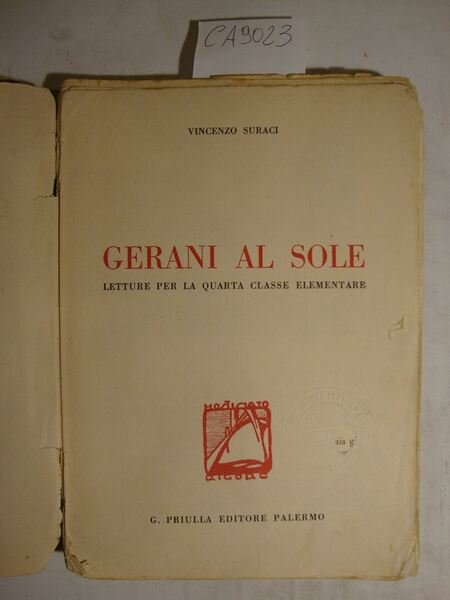 CA9023
VINCENZO SURACI
GERANI AL SOLE
LETTURE PER LA QUARTA CLASSE ELEMENTARE
G. PRIULLA EDITORE PALERMO